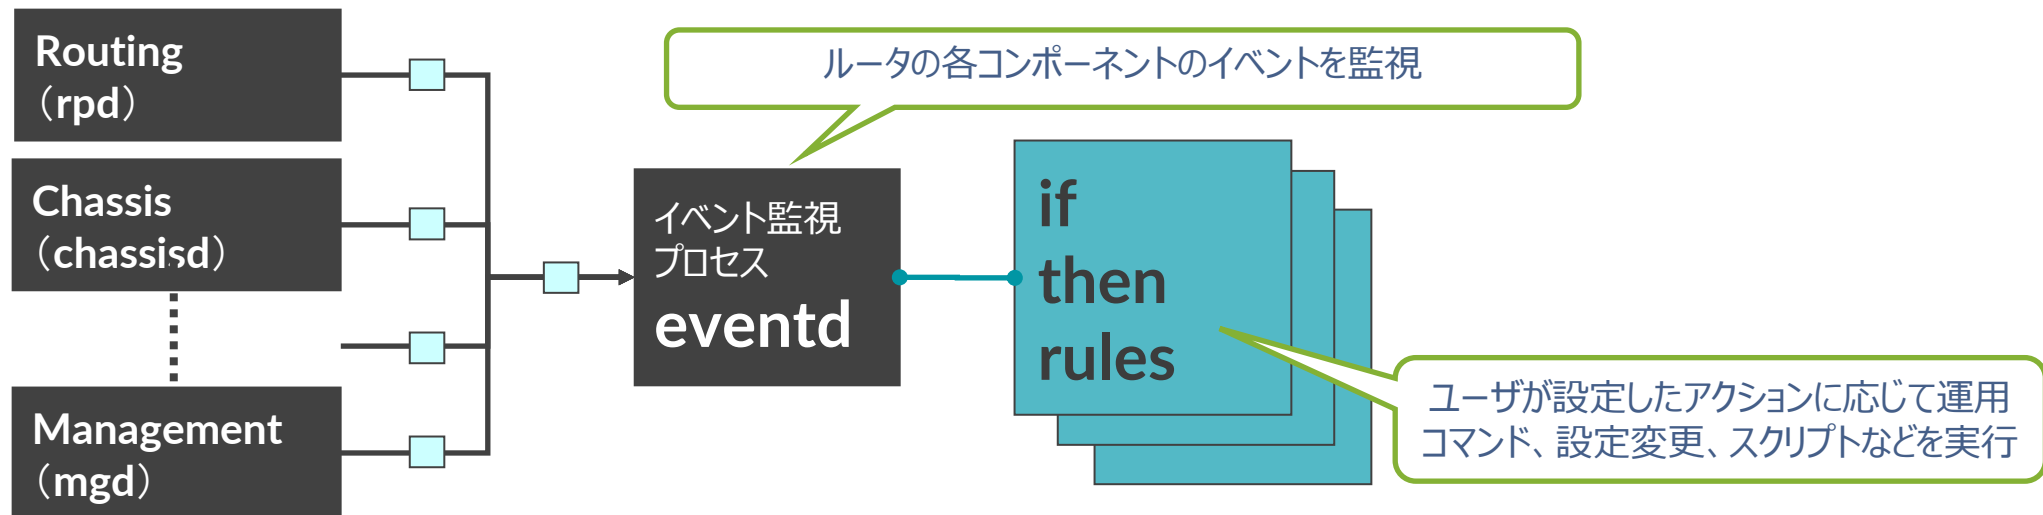 Routing
（rpd）
Chassis
（chassisd）
Management
（mgd）
ルータの各コンポーネントのイベントを監視
イベント監視
プロセス
eventd
if
then
rules
ユーザが設定したアクションに応じて運用
コマンド、設定変更、スクリプトなどを実行